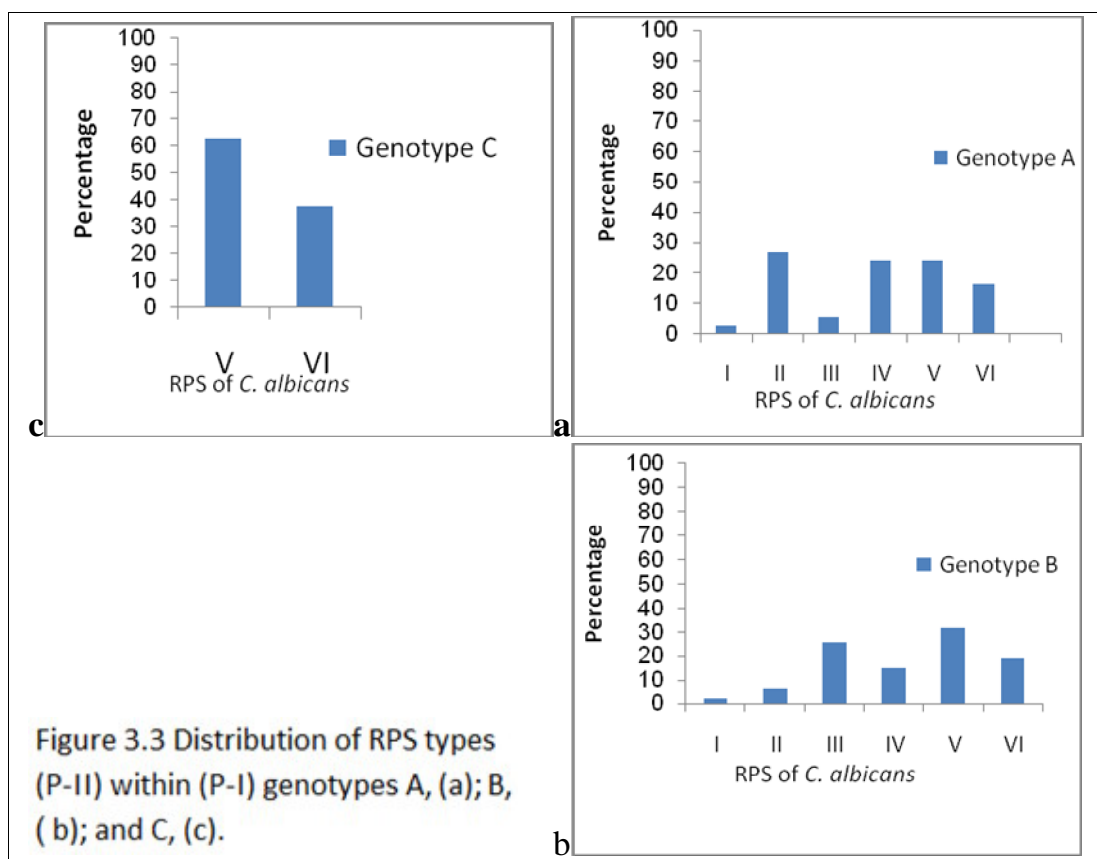 100
90
80
70
60
50
40
30
20
10
0
Percentage
Genotype C
V VI
RPS of C. albicans
c
100
90
80
70
60
50
40
30
20
10
0
Percentage
Genotype A
I II III IV V VI
RPS of C. albicans
a
100
90
80
70
60
50
40
30
20
10
0
Percentage
Genotype B
I II III IV V VI
RPS of C. albicans
b
Figure 3.3 Distribution of RPS types
(P-II) within (P-I) genotypes A, (a); B,
( b); and C, (c).